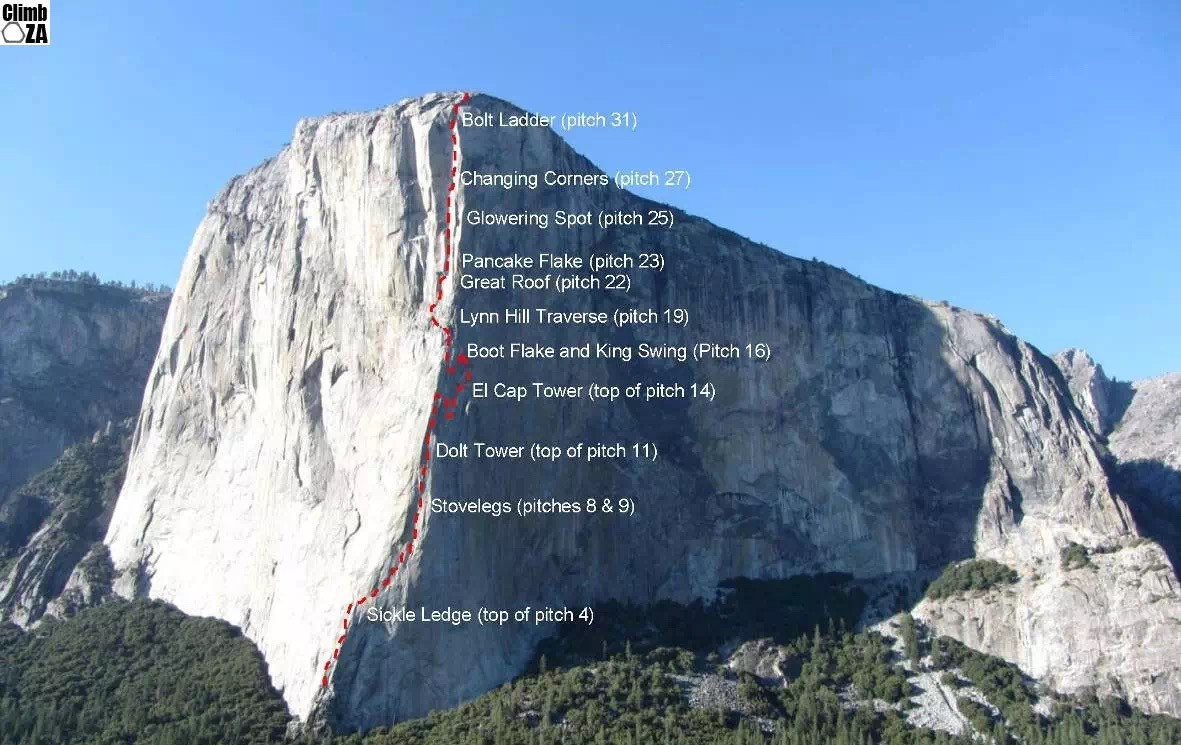 Climb
ZA
Bolt Ladder (pitch 31)
Changing Corners (pitch 27)
Glowering Spot (pitch 25)
Pancake Flake (pitch 23)
Great Roof (pitch 22)
Lynn Hill Traverse (pitch 19)
Boot Flake and King Swing (Pitch 16)
El Cap Tower (top of pitch 14)
Dolt Tower (top of pitch 11)
Stovelegs (pitches 8 & 9)
Sickle Ledge (top of pitch 4)